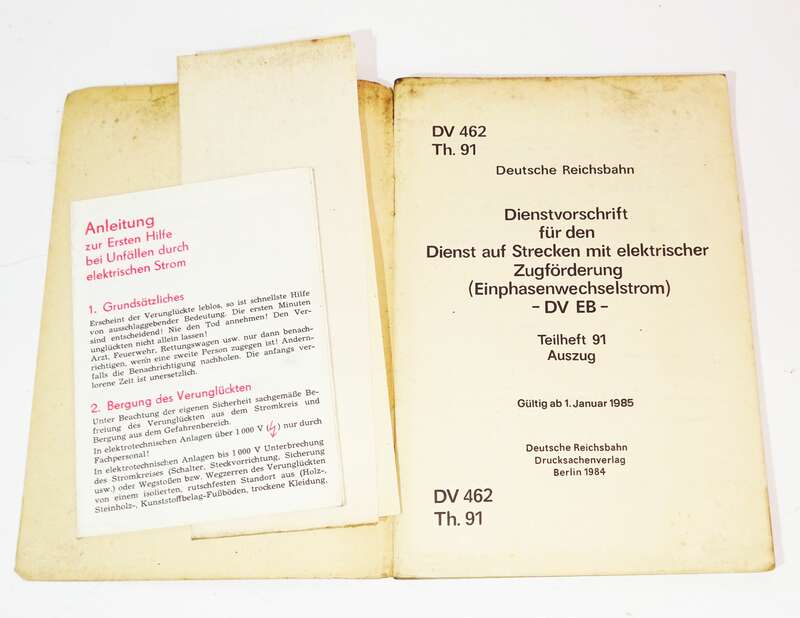 Anleitung
zur Ersten Hilfe
bei Unfällen durch
elektrischen Strom
1. Grundsätzliches
Erscheint der Verunglückte leblos, so ist schnellste Hilfe
von ausschlaggebender Bedeutung. Die ersten Minuten
sind entscheidend! Nie den Tod annehmen! Den Ver-
unglückten nicht allein lassen!
Arzt, Feuerwehr, Rettungswagen usw. nur dann benach-
richtigen, wenn eine zweite Person zugegen ist! Andern-
falls die Benachrichtigung nachholen. Die anfangs ver-
lorene Zeit ist unersetzlich.
2. Bergung des Verunglückten
Unter Beachtung der eigenen Sicherheit sachgemäße Be-
freiung des Verunglückten aus dem Stromkreis und
Bergung aus dem Gefahrenbereich.
In elektrotechnischen Anlagen über 1000 V () nur durch
Fachpersonal!
In elektrotechnischen Anlagen bis 1000 V Unterbrechung
des Stromkreises (Schalter, Steckvorrichtung, Sicherung
usw.) oder Wegstoßen bzw. Wegzerren des Verunglückten
von einem isolierten, rutschfesten Standort aus (Holz-,
Steinholz-, Kunststoffbelag-Fußböden, trockene Kleidung,
DV 462
Th. 91
Deutsche Reichsbahn
Dienstvorschrift
für den
Dienst auf Strecken mit elektrischer
Zugförderung
(Einphasenwechselstrom)
- DV EB -
Teilheft 91
Auszug
Gültig ab 1. Januar 1985
Deutsche Reichsbahn
Drucksachenverlag
Berlin 1984
DV 462
Th. 91